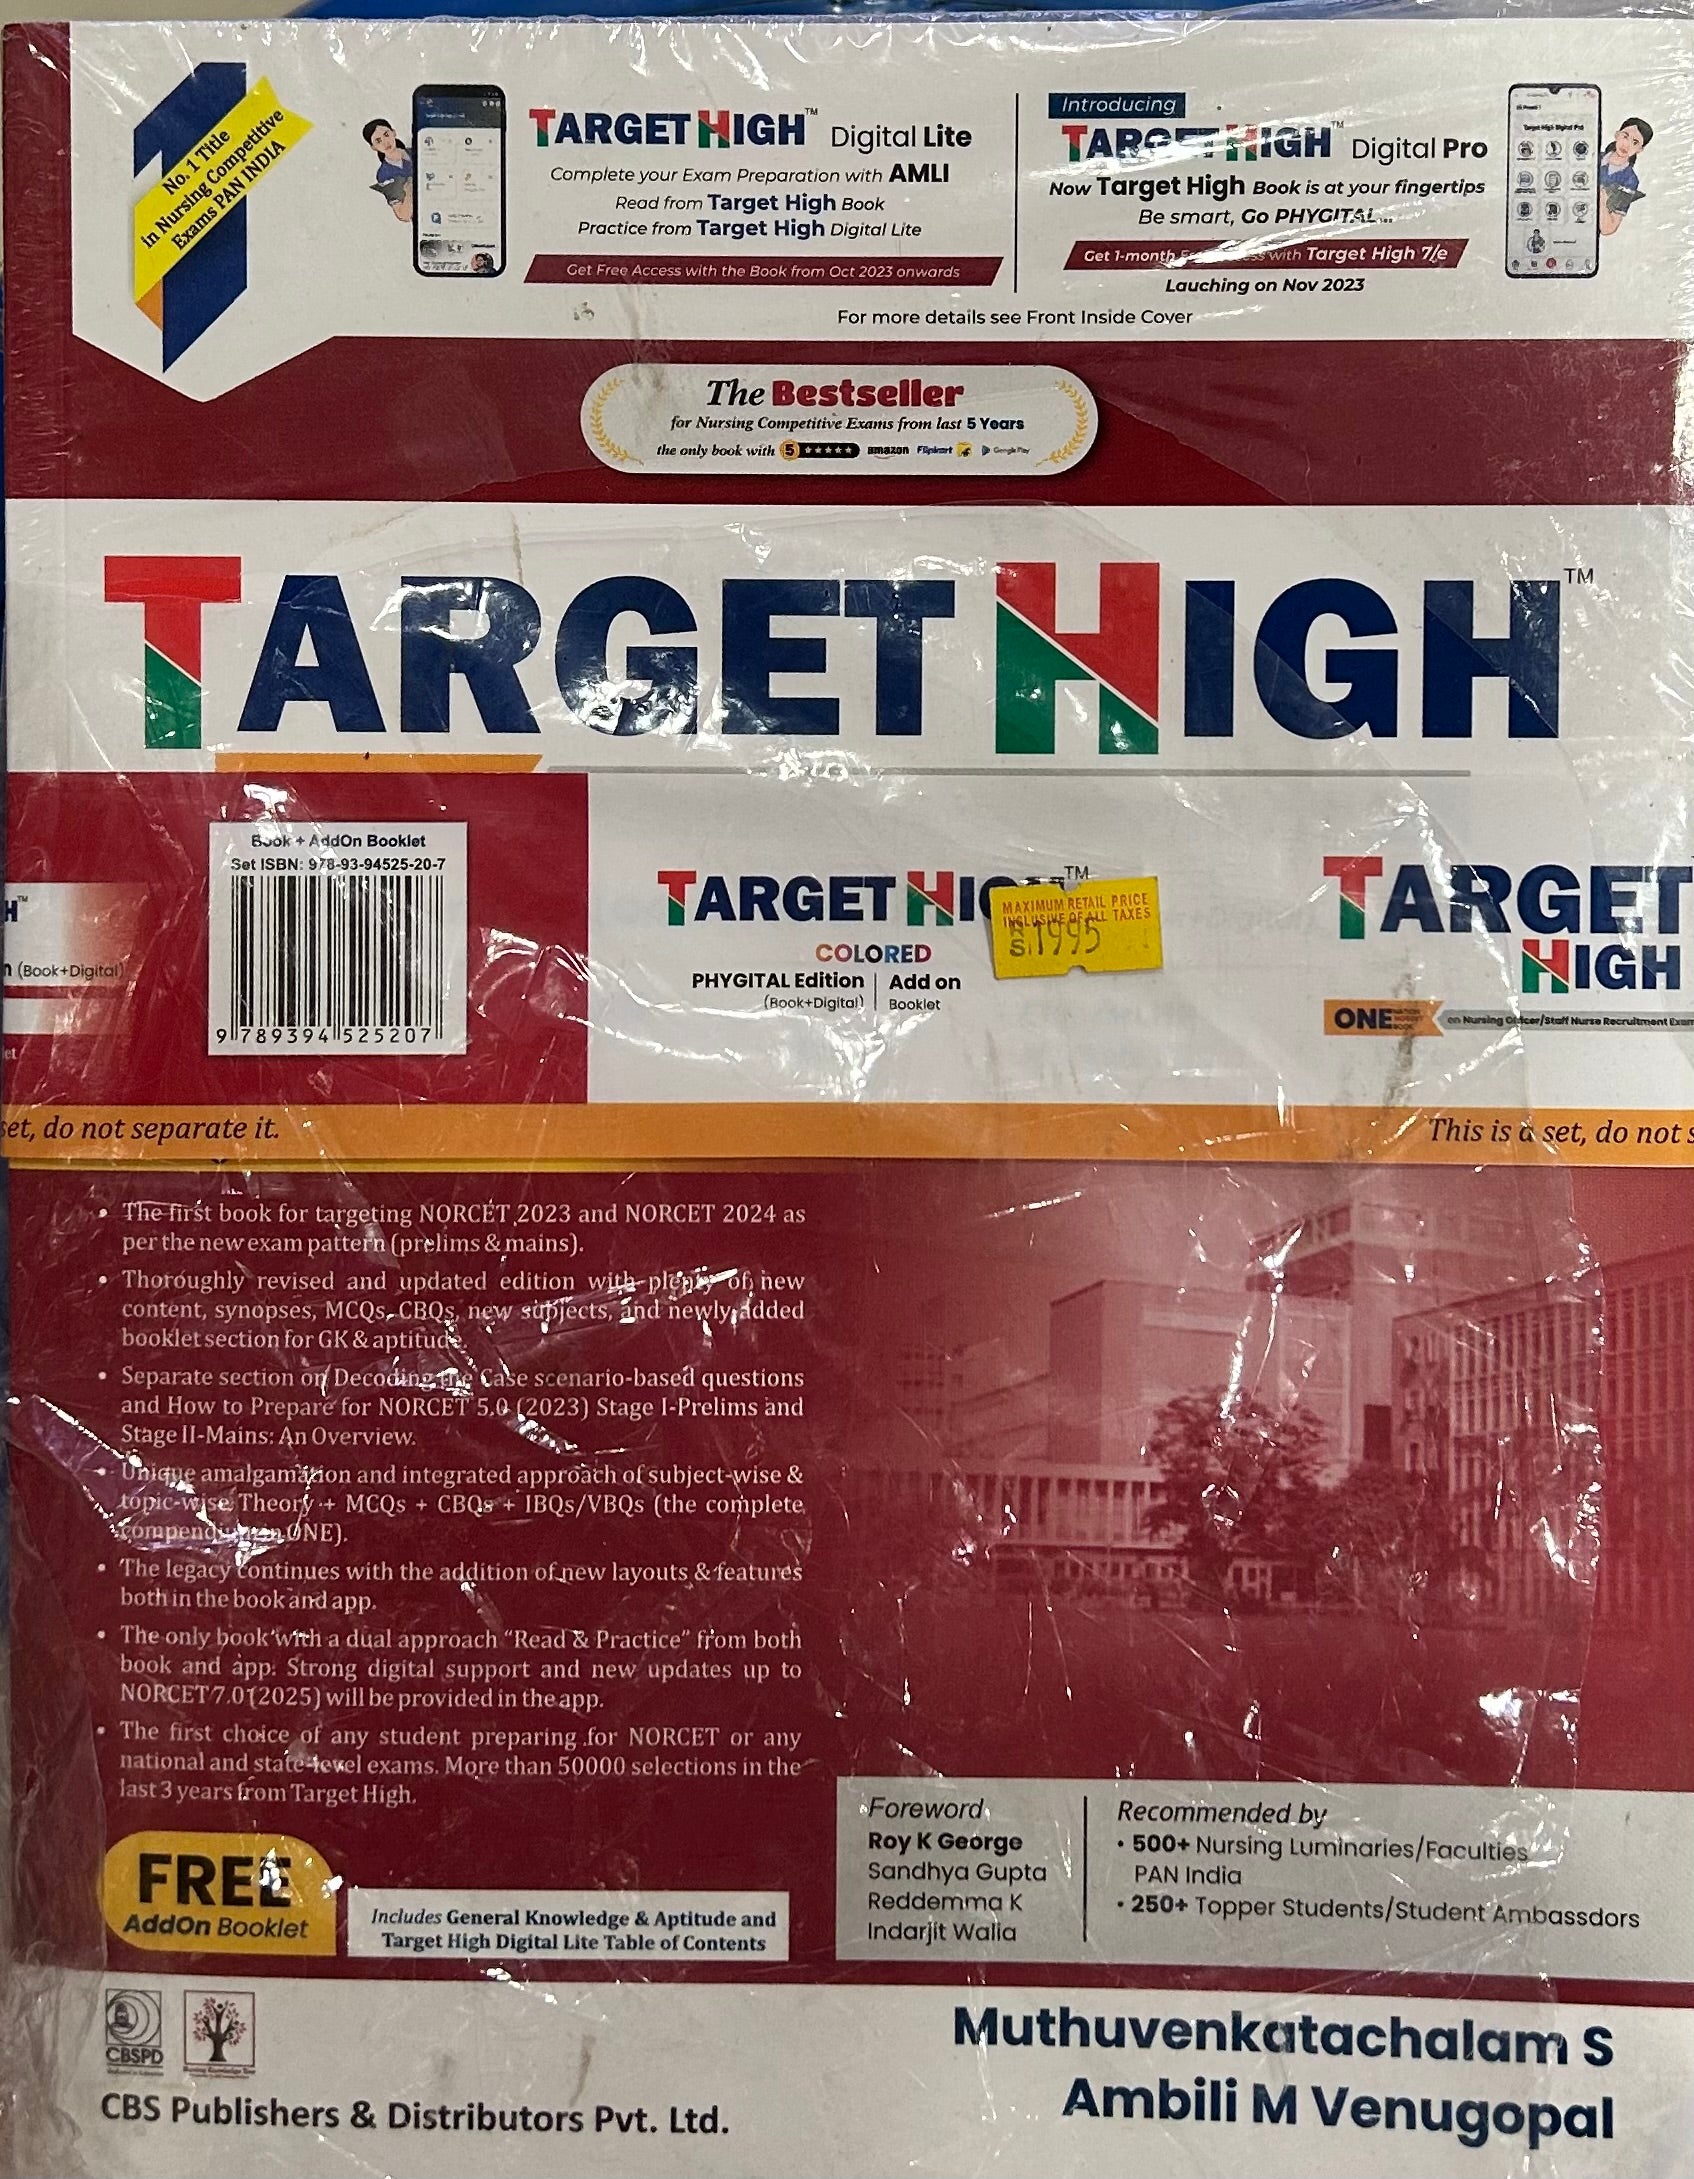 No. 1 Title
in Nursing Competitive
Exams PAN INDIA
TARGET HIGH™ Digital Lite
Complete your Exam Preparation with AMLI
Read from Target High Book
Practice from Target High Digital Lite
Get Free Access with the Book from Oct 2023 onwards
Introducing
TARGET HIGH™ Digital Pro
Now Target High Book is at your fingertips
Be smart, Go PHYGITAL...
Get 1-month with Target High 7/e
Lauching on Nov 2023
For more details see Front Inside Cover
The Bestseller
for Nursing Competitive Exams from last 5 Years
the only book with 5 amazon Flipkart Google Play
TARGET HIGH™
H™
(Book+Digital)
et
Book + AddOn Booklet
Set ISBN: 978-93-94525-20-7
9 789394 525207
TARGET HIG™
COLORED
PHYGITAL Edition | Add on
(Book+Digital) | Booklet
MAXIMUM RETAIL PRICE
INCLUSIVE OF ALL TAXES
RS. 1995
TARGET
HIGH
ONE
on Nursing Officer/Staff Nurse Recruitment Exam
set, do not separate it.
This is a set, do not s
• The first book for targeting NORCET 2023 and NORCET 2024 as
per the new exam pattern (prelims & mains).
• Thoroughly revised and updated edition with plenty of new
content, synopses, MCQs, CBQs, new subjects, and newly added
booklet section for GK & aptitude.
• Separate section on Decoding the Case scenario-based questions
and How to Prepare for NORCET 5.0 (2023) Stage I-Prelims and
Stage II-Mains: An Overview.
• Unique amalgamation and integrated approach of subject-wise &
topic-wise Theory + MCQs + CBQs + IBQs/VBQs (the complete
ONE).
• The legacy continues with the addition of new layouts & features
both in the book and app.
• The only book with a dual approach "Read & Practice" from both
book and app. Strong digital support and new updates up to
NORCET 7.0 (2025) will be provided in the app.
• The first choice of any student preparing for NORCET or any
national and state-level exams. More than 50000 selections in the
last 3 years from Target High.
FREE
AddOn Booklet
Includes General Knowledge & Aptitude and
Target High Digital Lite Table of Contents
Foreword
Roy K George
Sandhya Gupta
Reddemma K
Indarjit Walia
Recommended by
• 500+ Nursing Luminaries/Faculties
PAN India
• 250+ Topper Students/Student Ambassdors
CBSPD
CBS Publishers & Distributors Pvt. Ltd.
Muthuvenkatachalam S
Ambili M Venugopal